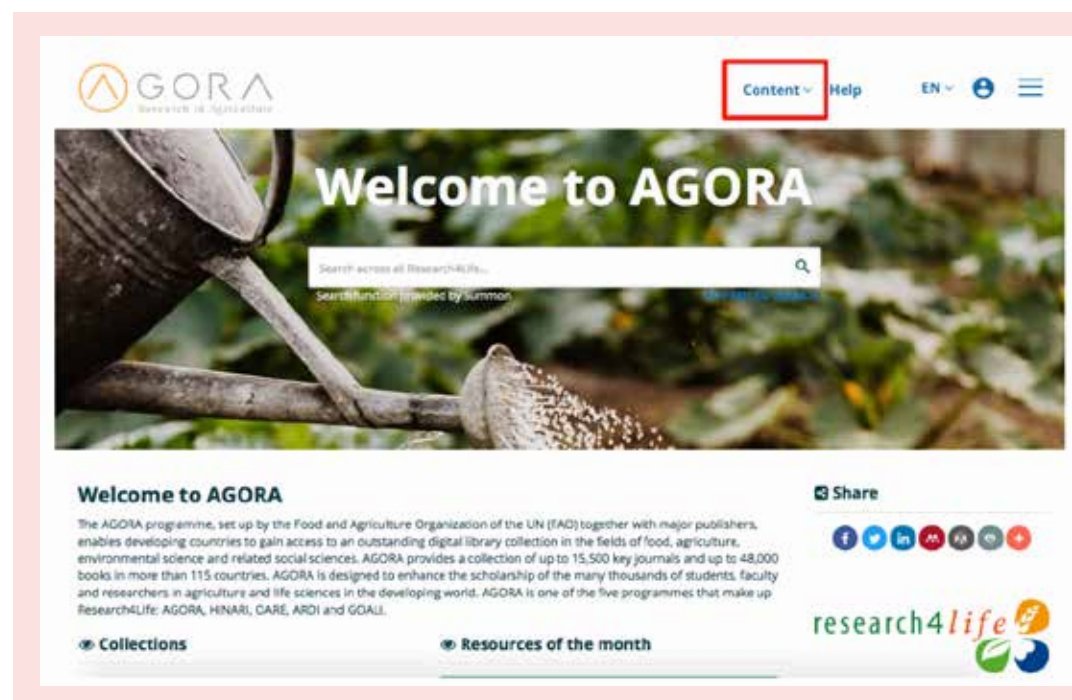 AGORA
Research in Agriculture
Content Help EN
Welcome to AGORA
Search across all Research4Life...
Search function provided by Summon
Welcome to AGORA
The AGORA programme, set up by the Food and Agriculture Organization of the UN (FAO) together with major publishers,
enables developing countries to gain access to an outstanding digital library collection in the fields of food, agriculture,
environmental science and related social sciences. AGORA provides a collection of up to 15,500 key journals and up to 48,000
books in more than 115 countries. AGORA is designed to enhance the scholarship of the many thousands of students, faculty
and researchers in agriculture and life sciences in the developing world. AGORA is one of the five programmes that make up
Research4Life: AGORA, HINARI, OARE, ARDI and GOALI.
Share
research4life
Collections
Resources of the month